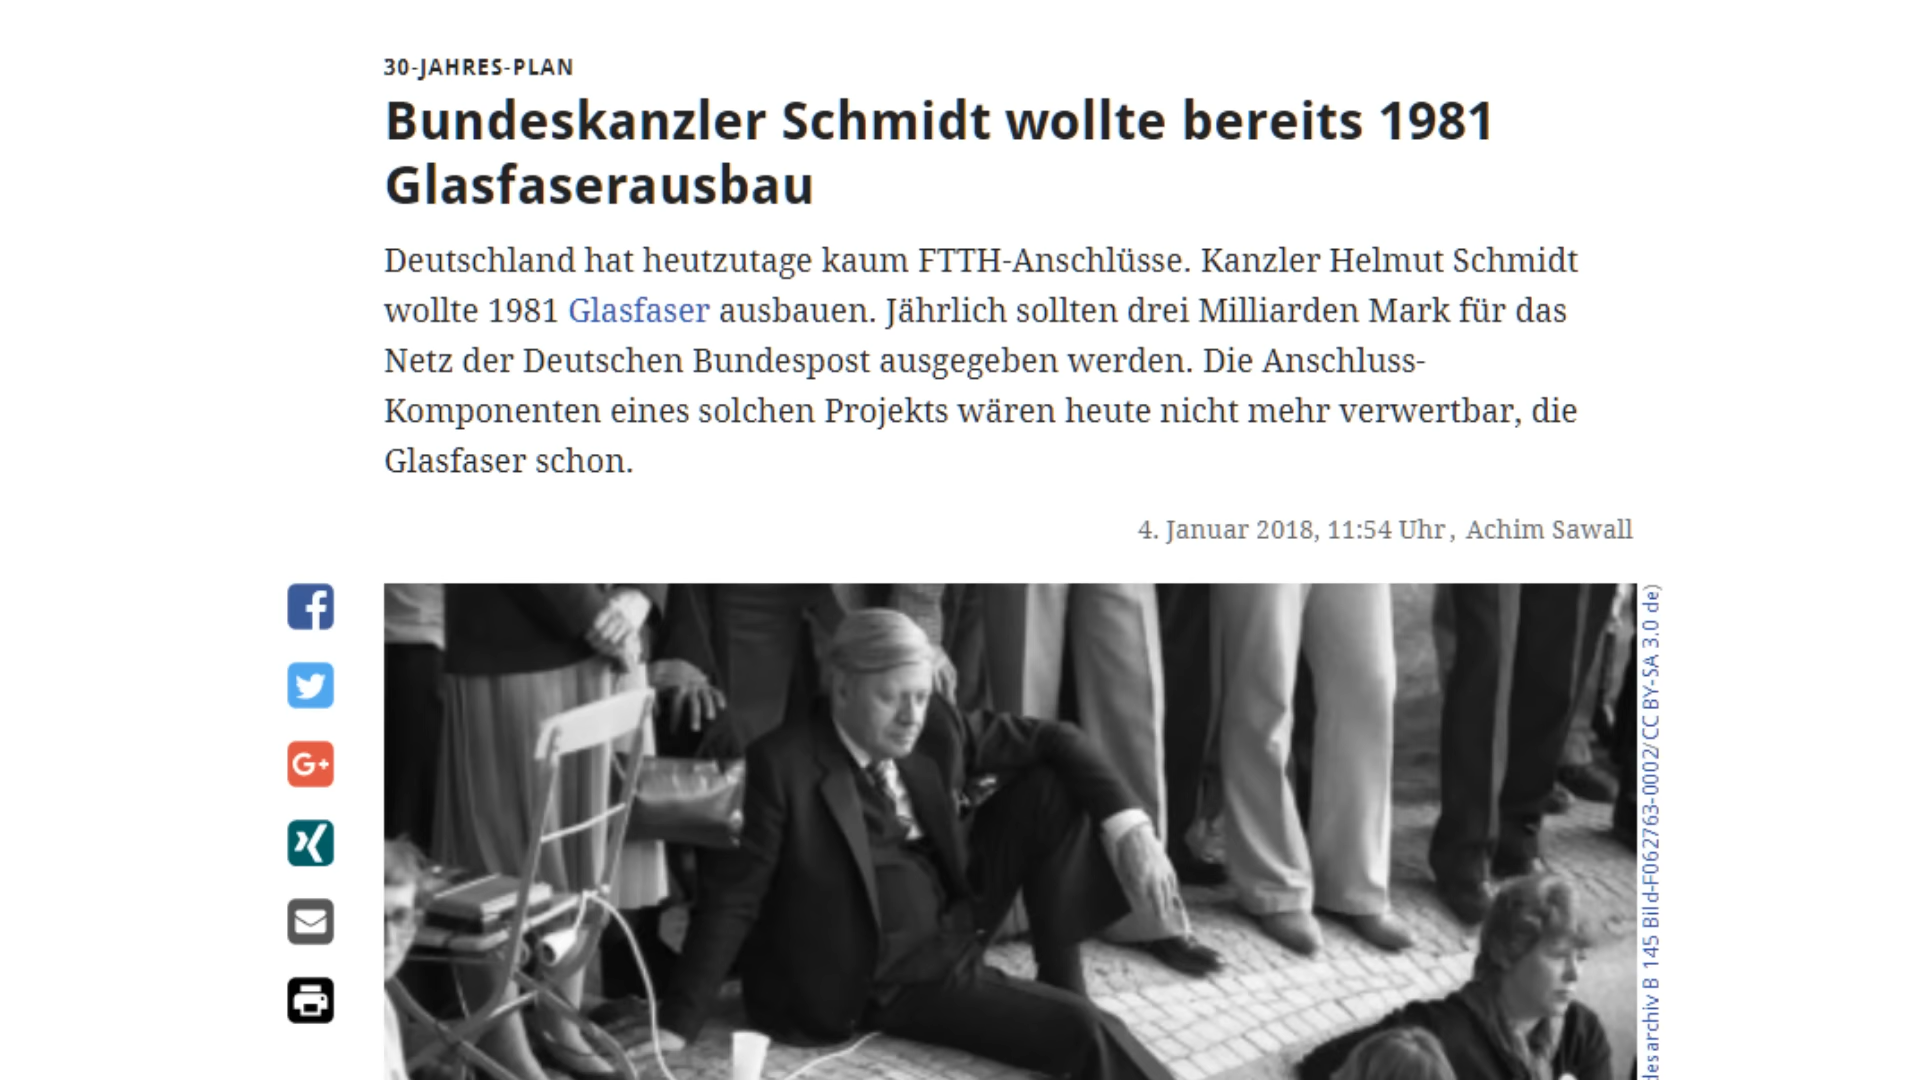 30-JAHRES-PLAN
Bundeskanzler Schmidt wollte bereits 1981
Glasfaserausbau
Deutschland hat heutzutage kaum FTTH-Anschlüsse. Kanzler Helmut Schmidt
wollte 1981 Glasfaser ausbauen. Jährlich sollten drei Milliarden Mark für das
Netz der Deutschen Bundespost ausgegeben werden. Die Anschluss-
Komponenten eines solchen Projekts wären heute nicht mehr verwertbar, die
Glasfaser schon.
4. Januar 2018, 11:54 Uhr, Achim Sawall
G+
desarchiv B 145 Bild-F062763-0002/CC BY-SA 3.0 de)